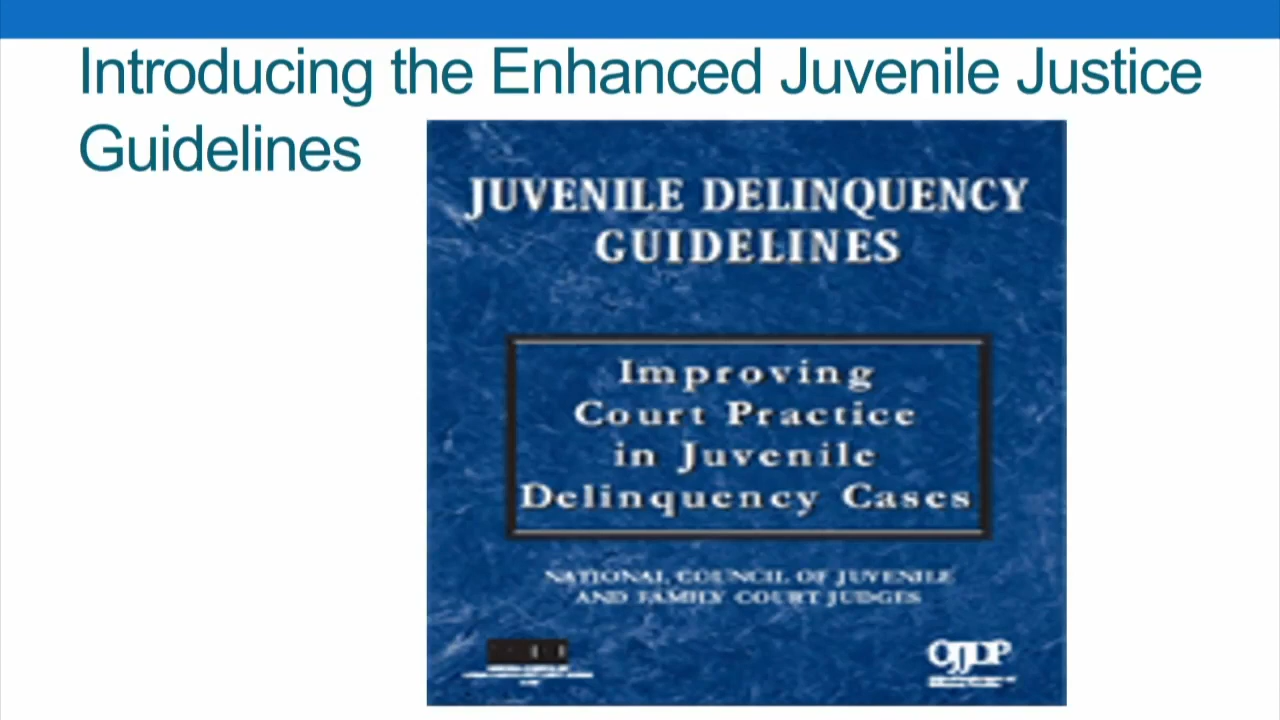 Introducing the Enhanced Juvenile Justice
Guidelines
JUVENILE DELINQUENCY
GUIDELINES
Improving
Court Practice
in Juvenile
Delinquency Cases
NATIONAL COUNCIL OF JUVENILE
AND FAMILY COURT JUDGES
OJJDP